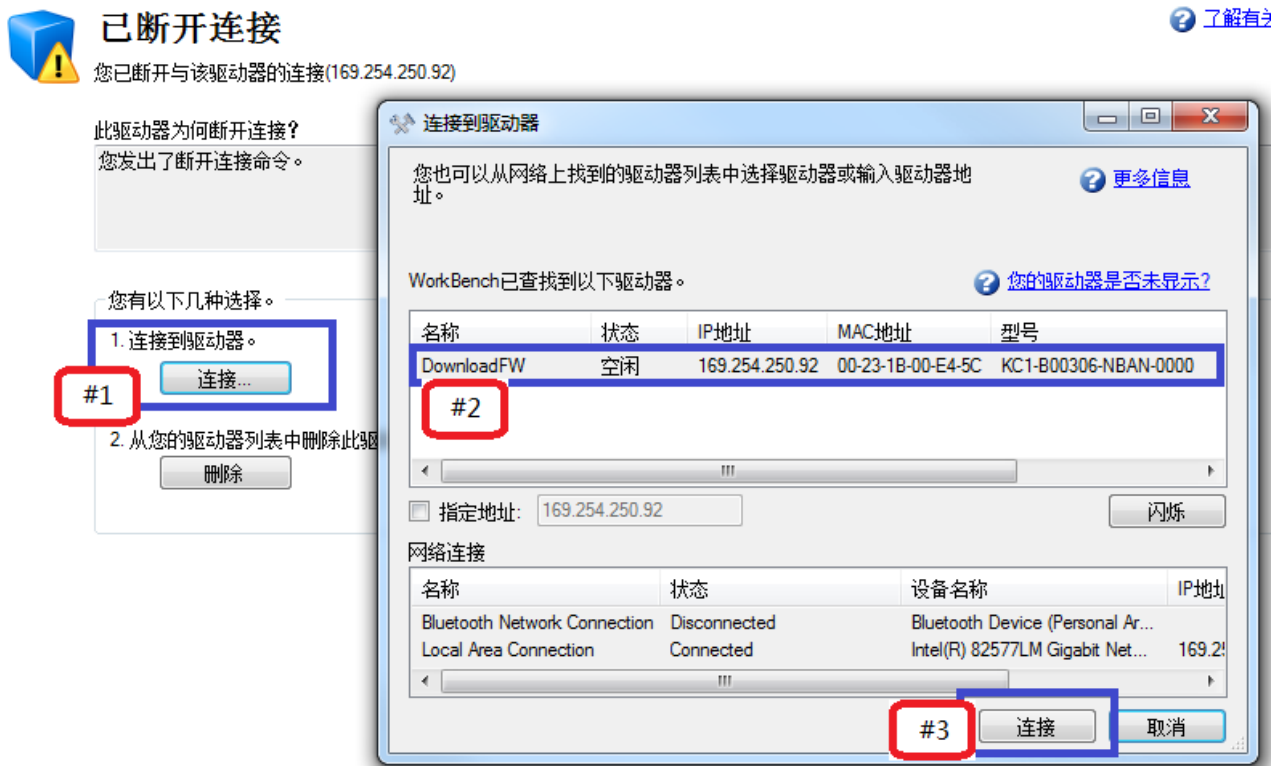 已断开连接
了解有关
您已断开与该驱动器的连接(169.254.250.92)
此驱动器为何断开连接?
您发出了断开连接命令。
您有以下几种选择。
1. 连接到驱动器。
连接...
#1
2. 从您的驱动器列表中删除此驱
删除
连接到驱动器
您也可以从网络上找到的驱动器列表中选择驱动器或输入驱动器地
址。
更多信息
WorkBench已查找到以下驱动器。
您的驱动器是否未显示?
名称 状态 IP地址 MAC地址 型号
DownloadFW 空闲 169.254.250.92 00-23-1B-00-E4-5C KC1-B00306-NBAN-0000
#2
指定地址: 169.254.250.92
闪烁
网络连接
名称 状态 设备名称 IP地址
Bluetooth Network Connection Disconnected Bluetooth Device (Personal Ar...
Local Area Connection Connected Intel(R) 82577LM Gigabit Net... 169.2
#3
连接
取消